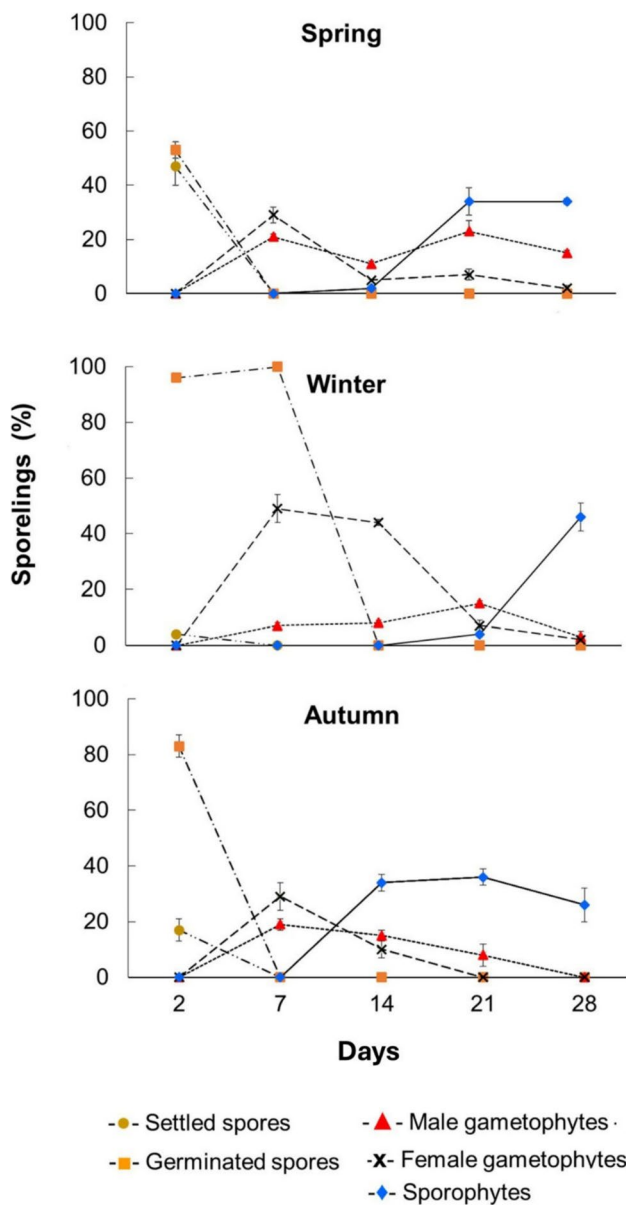 Spring
100
80
60
40
20
0
Winter
100
80
60
40
20
0
Sporelings (%)
Autumn
100
80
60
40
20
0
2 7 14 21 28
Days
Settled spores
Male gametophytes
Germinated spores
Female gametophytes
Sporophytes